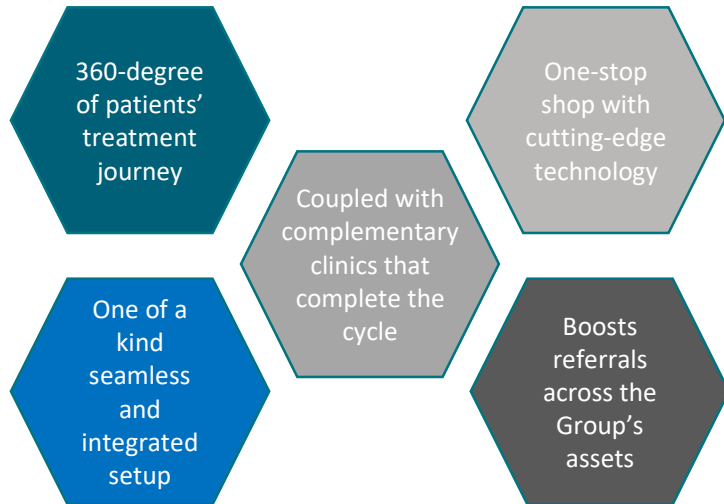 360-degree
of patients’
treatment
journey
One-stop
shop with
cutting-edge
technology
Coupled with
complementary
clinics that
complete the
cycle
One of a
kind
seamless
and
integrated
setup
Boosts
referrals
across the
Group’s
assets